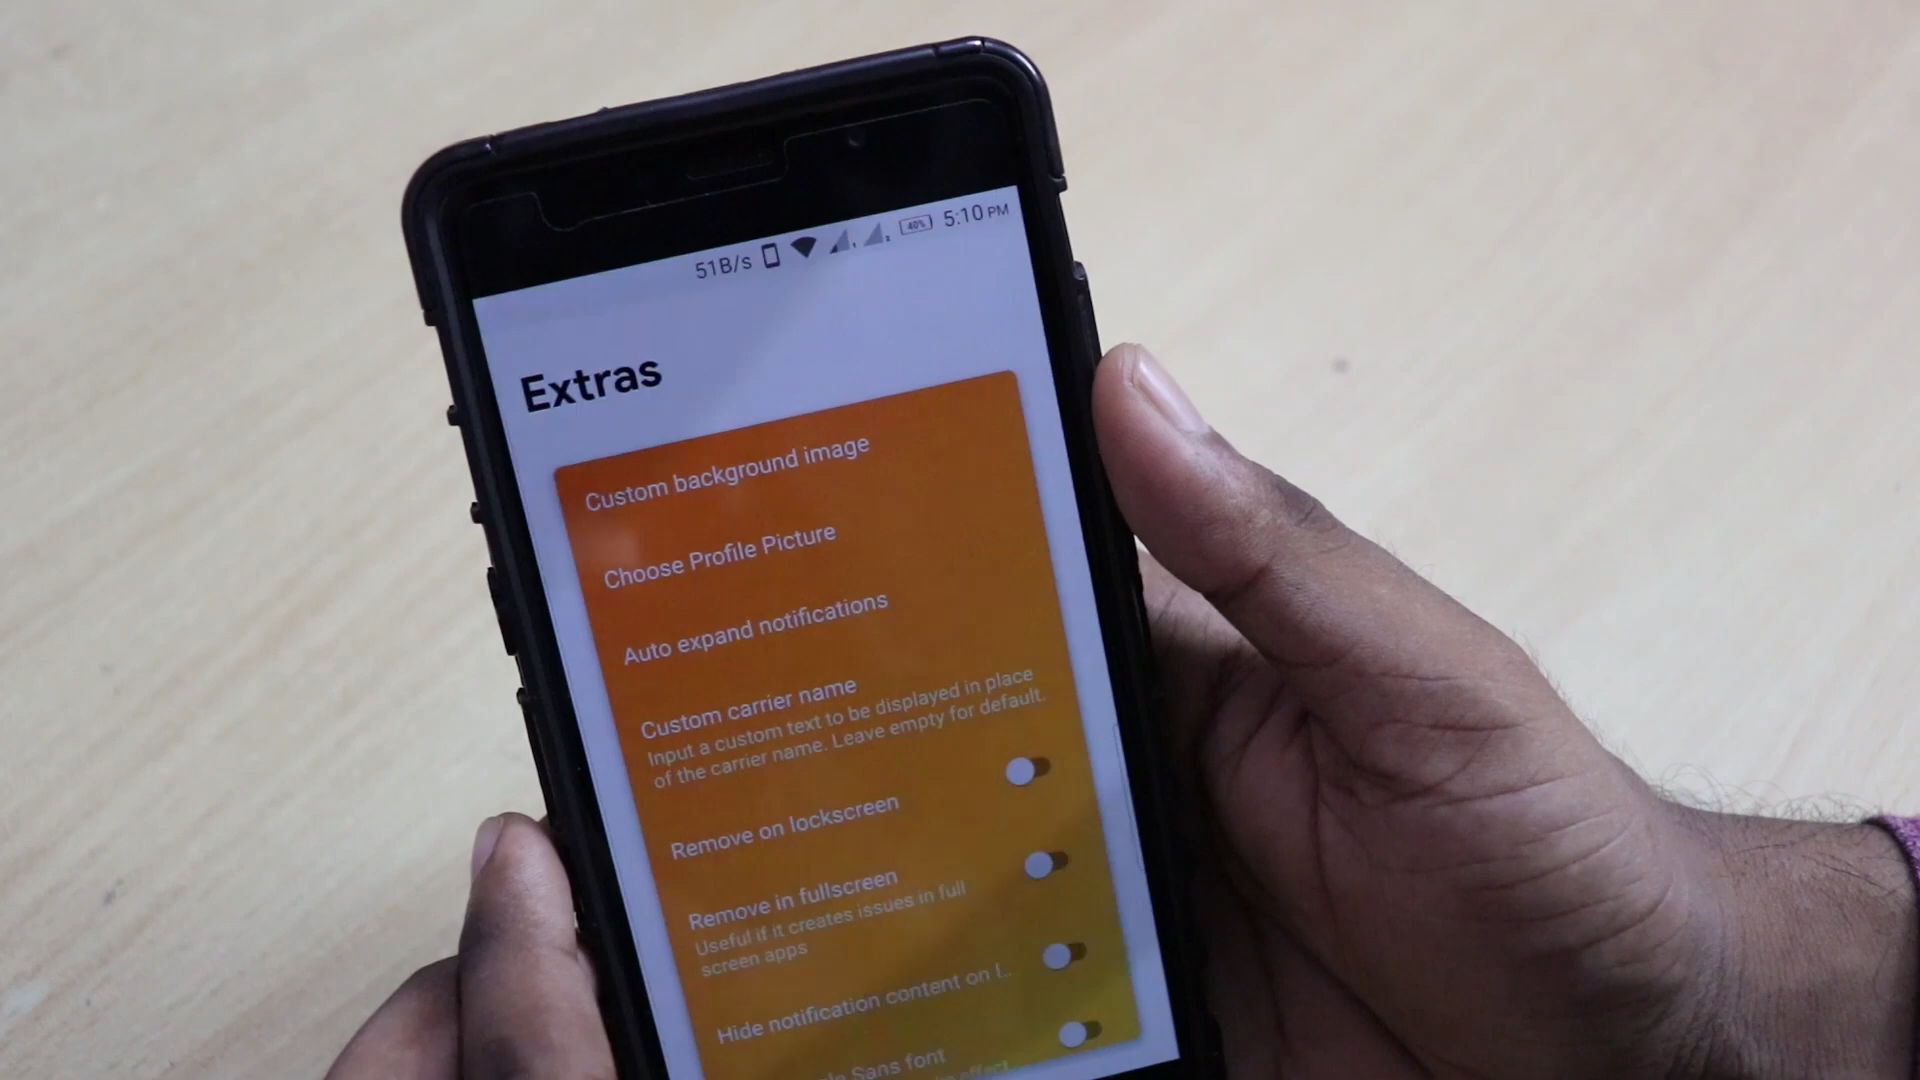 51B/s 40% 5:10 PM
Extras
Custom background image
Choose Profile Picture
Auto expand notifications
Custom carrier name
Input a custom text to be displayed in place
of the carrier name. Leave empty for default.
Remove on lockscreen
Remove in fullscreen
Useful if it creates issues in full
screen apps
Hide notification content on l..
Sans font